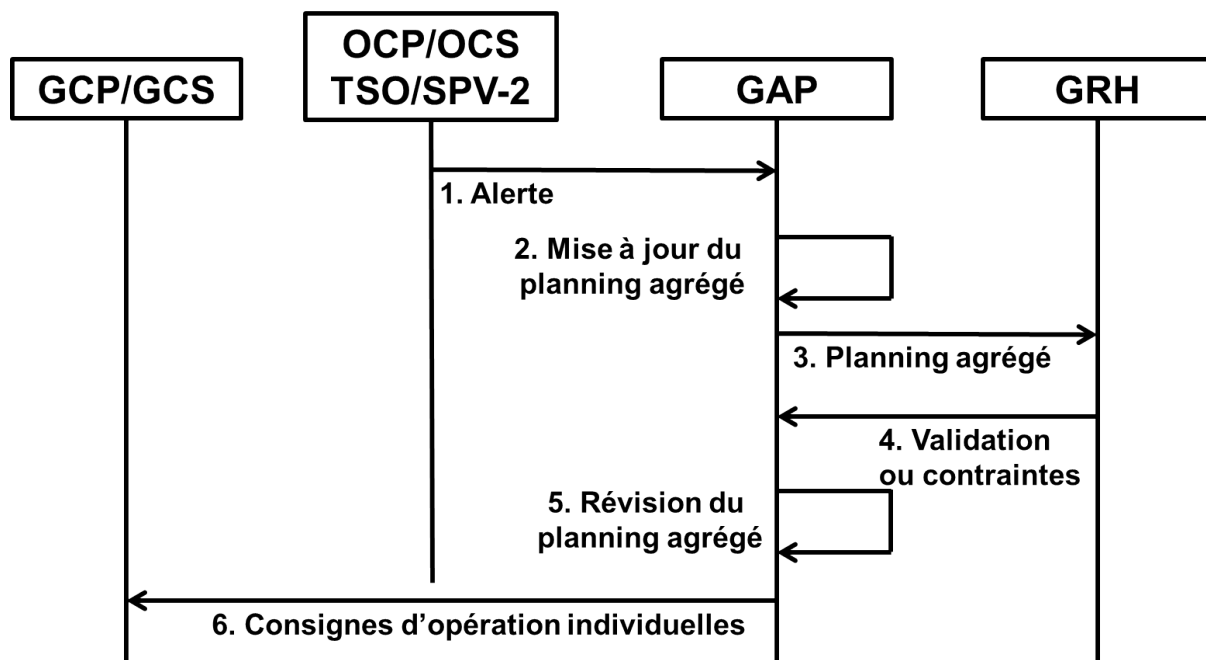 GCP/GCS
OCP/OCS
TSO/SPV-2
GAP
GRH
1. Alerte
2. Mise à jour du
planning agrégé
3. Planning agrégé
4. Validation
ou contraintes
5. Révision du
planning agrégé
6. Consignes d’opération individuelles